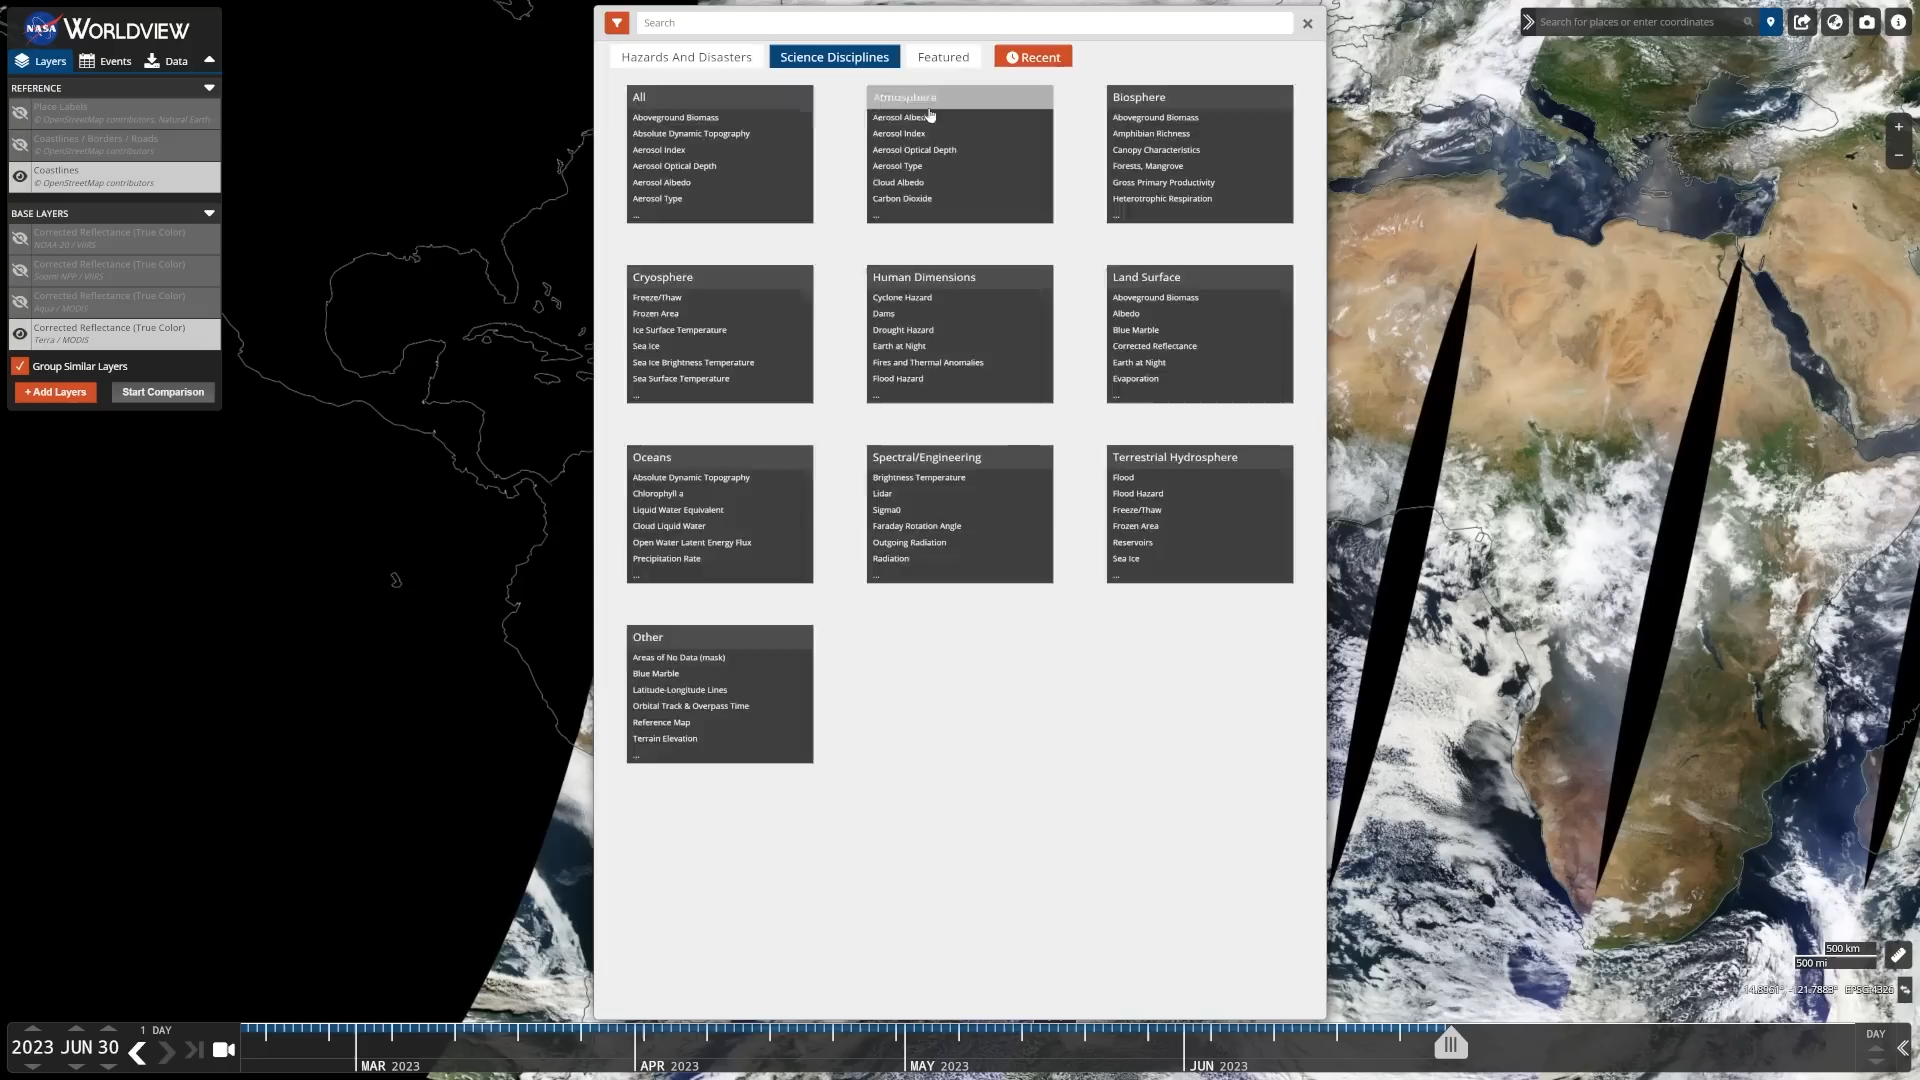 NASA WORLDVIEW
Layers
Events
Data
REFERENCE
Place Labels
© OpenStreetMap contributors, Natural Earth
Coastlines / Borders / Roads
© OpenStreetMap contributors
Coastlines
© OpenStreetMap contributors
BASE LAYERS
Corrected Reflectance (True Color)
NOAA-20 / VIIRS
Corrected Reflectance (True Color)
Suomi NPP / VIIRS
Corrected Reflectance (True Color)
Aqua / MODIS
Corrected Reflectance (True Color)
Terra / MODIS
Group Similar Layers
+ Add Layers
Start Comparison
Search
Hazards And Disasters
Science Disciplines
Featured
Recent
All
Aboveground Biomass
Absolute Dynamic Topography
Aerosol Index
Aerosol Optical Depth
Aerosol Albedo
Aerosol Type
...
Atmosphere
Aerosol Albedo
Aerosol Index
Aerosol Optical Depth
Aerosol Type
Cloud Albedo
Carbon Dioxide
...
Biosphere
Aboveground Biomass
Amphibian Richness
Canopy Characteristics
Forests, Mangrove
Gross Primary Productivity
Heterotrophic Respiration
...
Cryosphere
Freeze/Thaw
Frozen Area
Ice Surface Temperature
Sea Ice
Sea Ice Brightness Temperature
Sea Surface Temperature
...
Human Dimensions
Cyclone Hazard
Dams
Drought Hazard
Earth at Night
Fires and Thermal Anomalies
Flood Hazard
...
Land Surface
Aboveground Biomass
Albedo
Blue Marble
Corrected Reflectance
Earth at Night
Evaporation
...
Oceans
Absolute Dynamic Topography
Chlorophyll a
Liquid Water Equivalent
Cloud Liquid Water
Open Water Latent Energy Flux
Precipitation Rate
...
Spectral/Engineering
Brightness Temperature
Lidar
Sigma0
Faraday Rotation Angle
Outgoing Radiation
Radiation
...
Terrestrial Hydrosphere
Flood
Flood Hazard
Freeze/Thaw
Frozen Area
Reservoirs
Sea Ice
...
Other
Areas of No Data (mask)
Blue Marble
Latitude-Longitude Lines
Orbital Track & Overpass Time
Reference Map
Terrain Elevation
...
Search for places or enter coordinates
+
−
500 km
500 mi
EPSG:4326
1 DAY
2023 JUN 30
MAR 2023
APR 2023
MAY 2023
JUN 2023
DAY